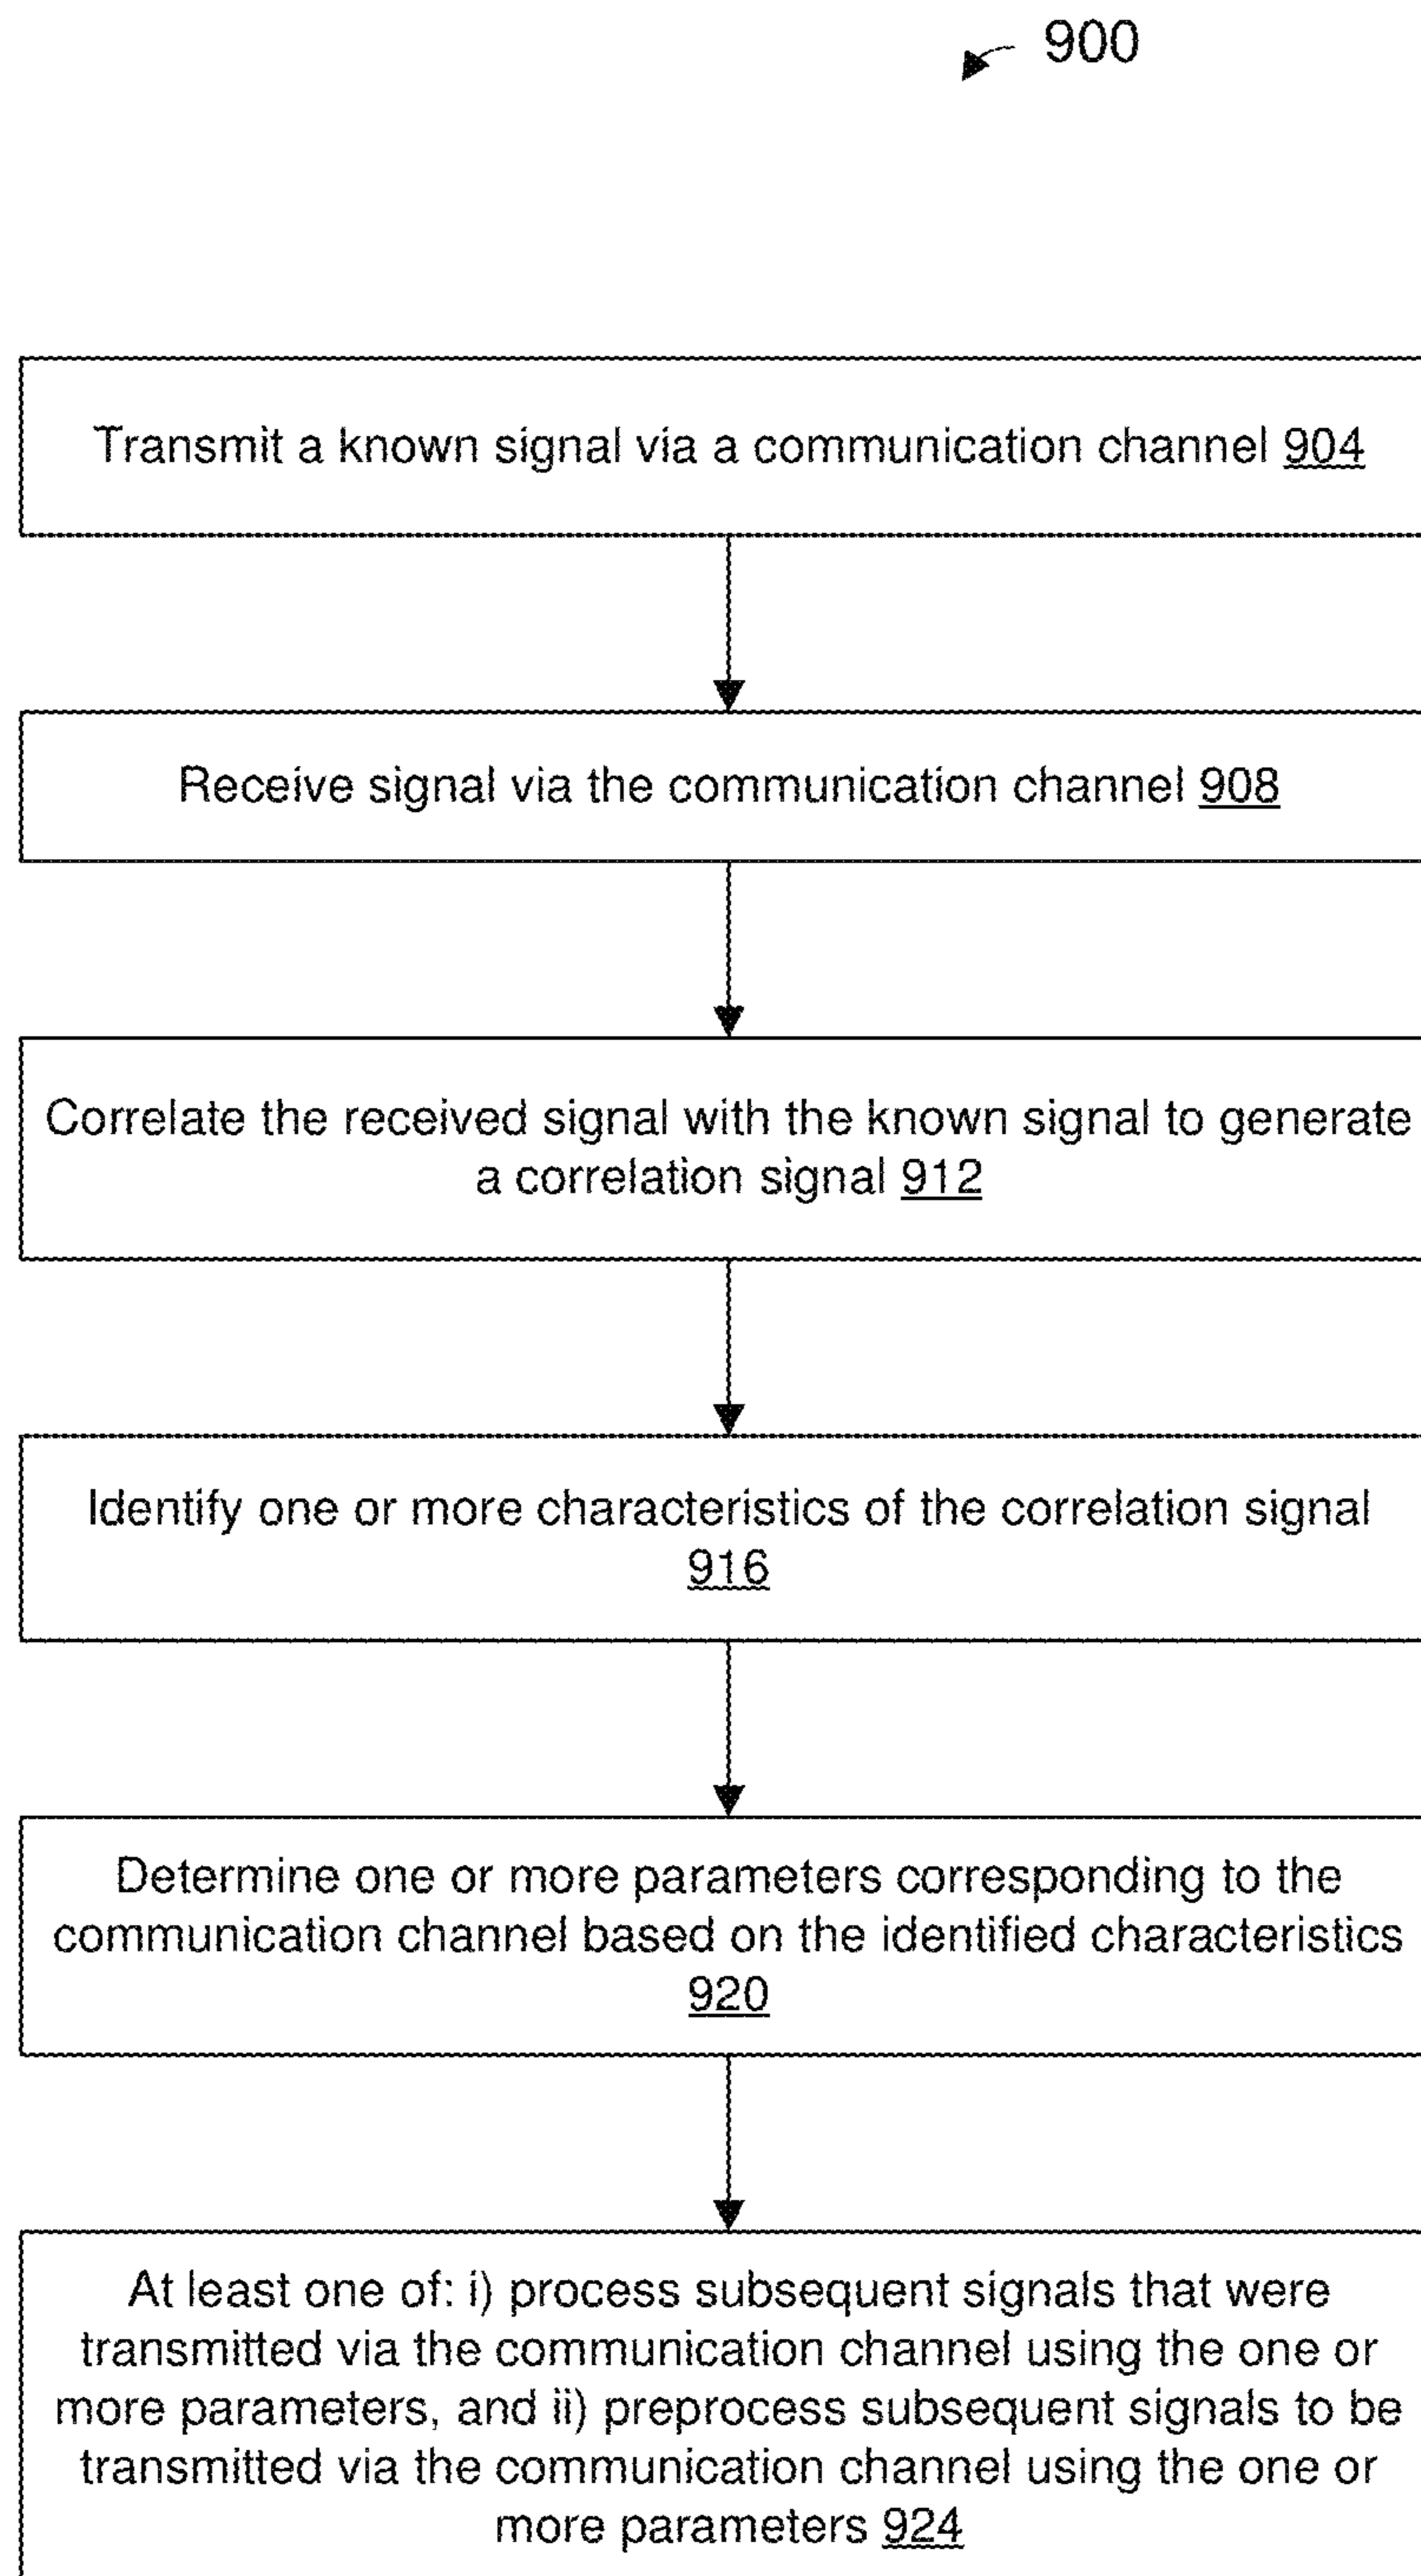 900
Transmit a known signal via a communication channel 904
Receive signal via the communication channel 908
Correlate the received signal with the known signal to generate
a correlation signal 912
Identify one or more characteristics of the correlation signal
916
Determine one or more parameters corresponding to the
communication channel based on the identified characteristics
920
At least one of: i) process subsequent signals that were
transmitted via the communication channel using the one or
more parameters, and ii) preprocess subsequent signals to be
transmitted via the communication channel using the one or
more parameters 924